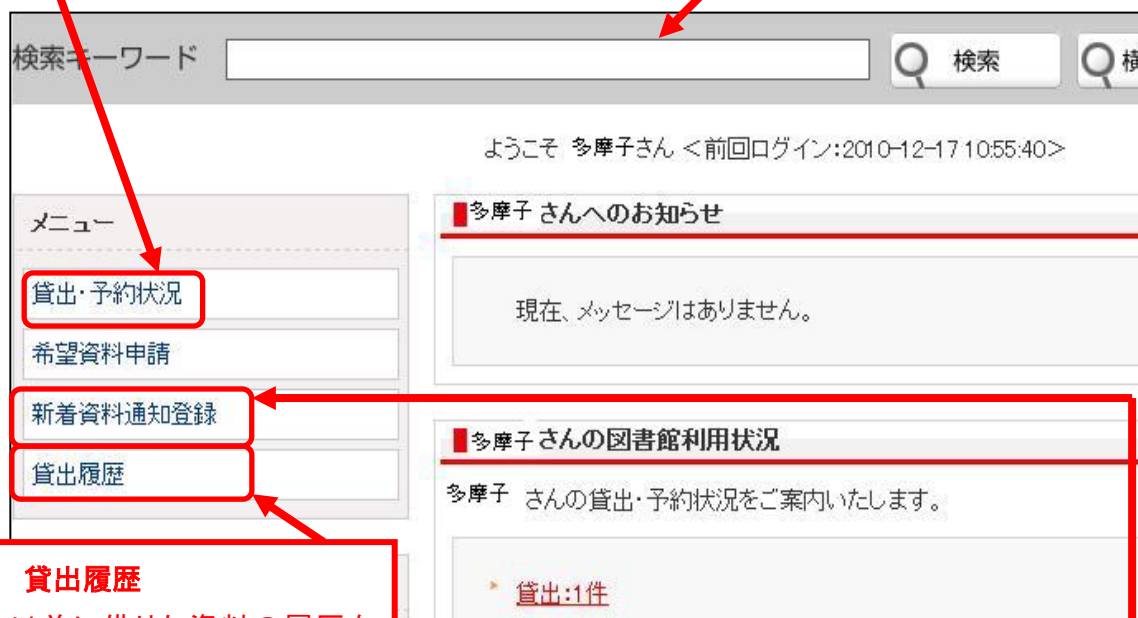 検索キーワード
検索
ようこそ 多摩子さん <前回ログイン:2010-12-17 10:55:40>
メニュー
貸出・予約状況
希望資料申請
新着資料通知登録
貸出履歴
多摩子 さんへのお知らせ
現在、メッセージはありません。
多摩子 さんの図書館利用状況
多摩子 さんの貸出・予約状況をご案内いたします。
貸出:1件
貸出履歴